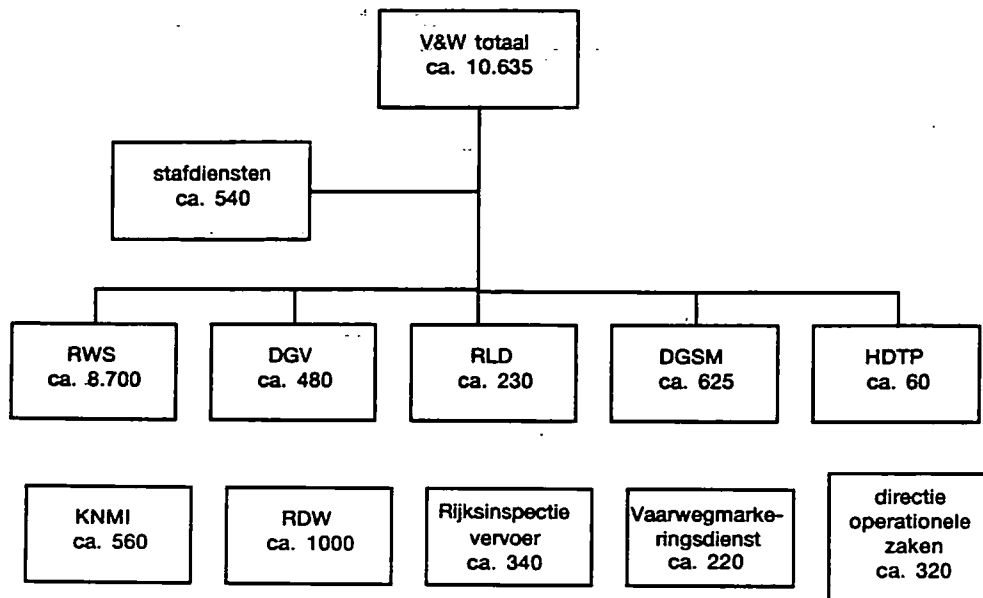 V&W totaal
ca. 10.635
stafdiensten
ca. 540
RWS
ca. 8.700
DGV
ca. 480
RLD
ca. 230
DGSM
ca. 625
HDTP
ca. 60
KNMI
ca. 560
RDW
ca. 1000
Rijksinspectie
vervoer
ca. 340
Vaarwegmarke-
ringsdienst
ca. 220
directie
operationele
zaken
ca. 320